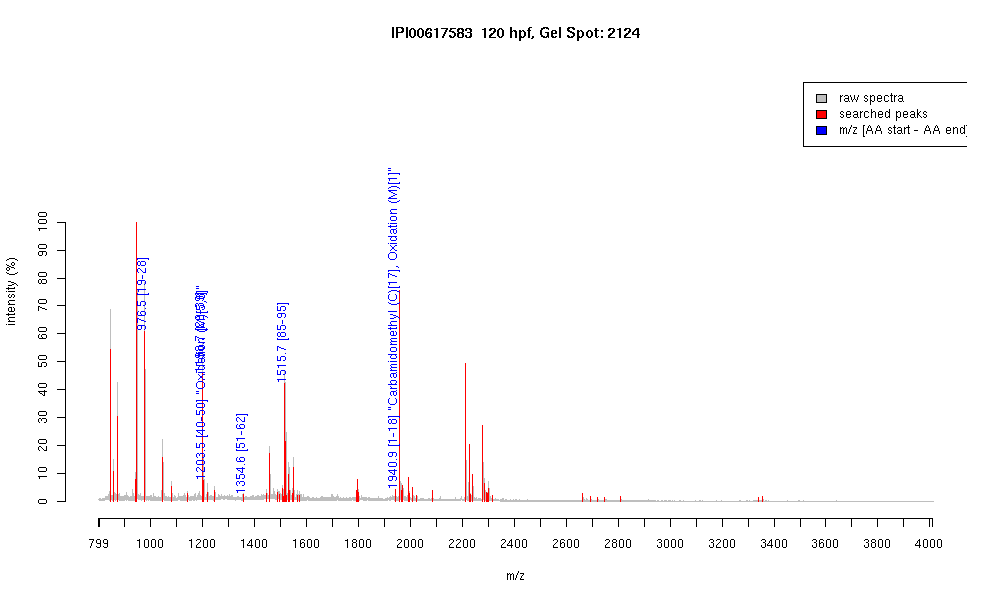 IPI00617583 120 hpf, Gel Spot: 2124
raw spectra
searched peaks
m/z [AA start - AA end]
intensity (%)
0 10 20 30 40 50 60 70 80 90 100
976.5 [19-28]
1203.5 [40-50] "Oxidation (M)[5]"
1354.6 [51-62]
1515.7 [85-95]
1940.9 [1-18] "Carbamidomethyl (C)[17], Oxidation (M)[1]"
799 1000 1200 1400 1600 1800 2000 2200 2400 2600 2800 3000 3200 3400 3600 3800 4000
m/z